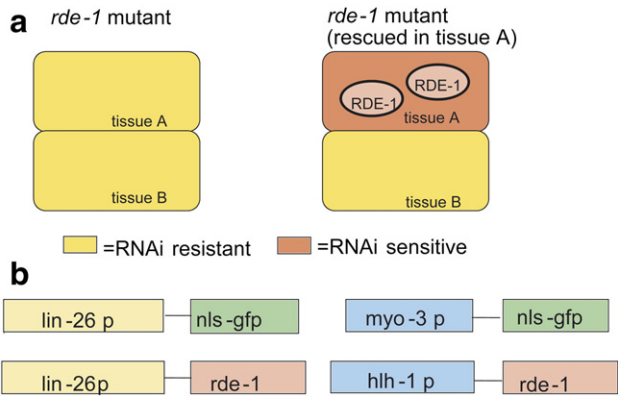 a
rde-1 mutant
rde-1 mutant
(rescued in tissue A)
RDE-1
RDE-1
tissue A
tissue A
tissue B
tissue B
=RNAi resistant
=RNAi sensitive
b
lin-26 p
nls-gfp
myo-3 p
nls-gfp
lin-26p
rde-1
hlh-1 p
rde-1